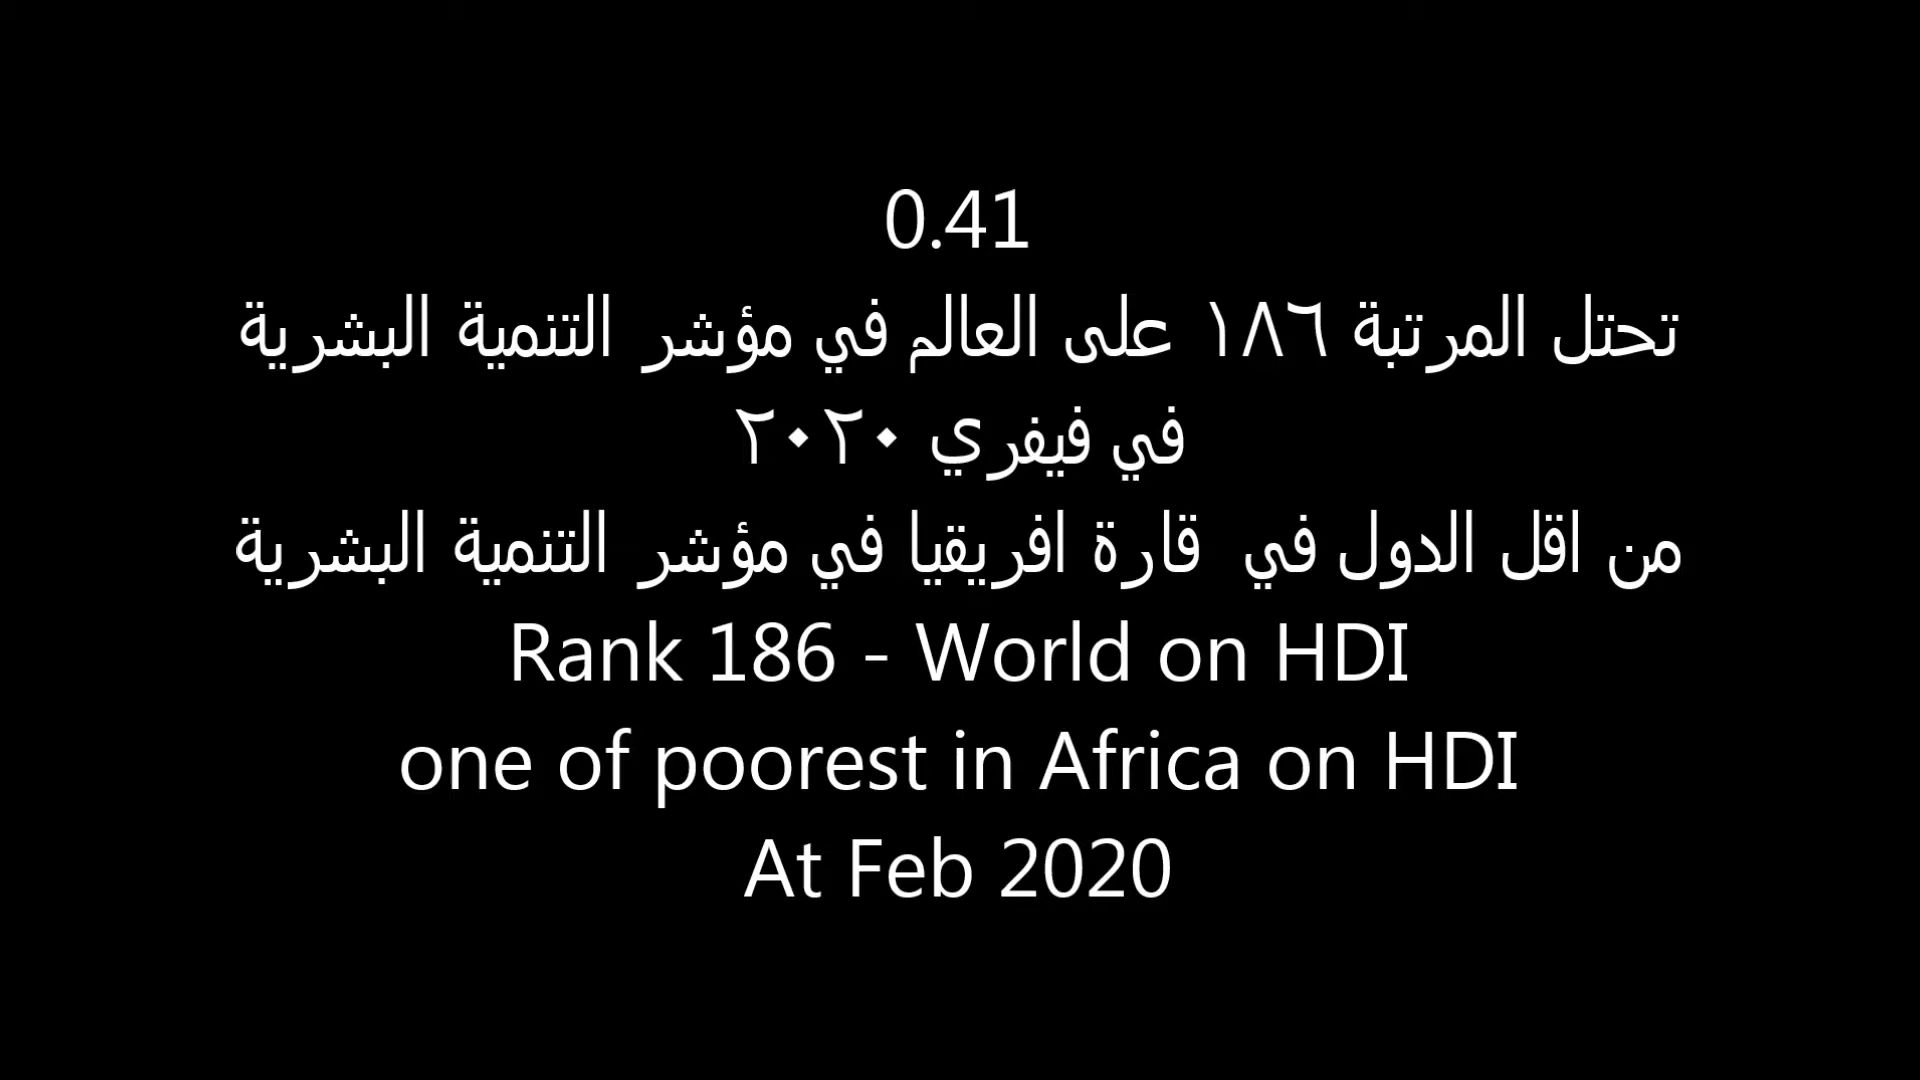 0.41
تحتل المرتبة ١٨٦ على العالم في مؤشر التنمية البشرية
في فيفري ٢٠٢٠
من اقل الدول في قارة افريقيا في مؤشر التنمية البشرية
Rank 186 - World on HDI
one of poorest in Africa on HDI
At Feb 2020